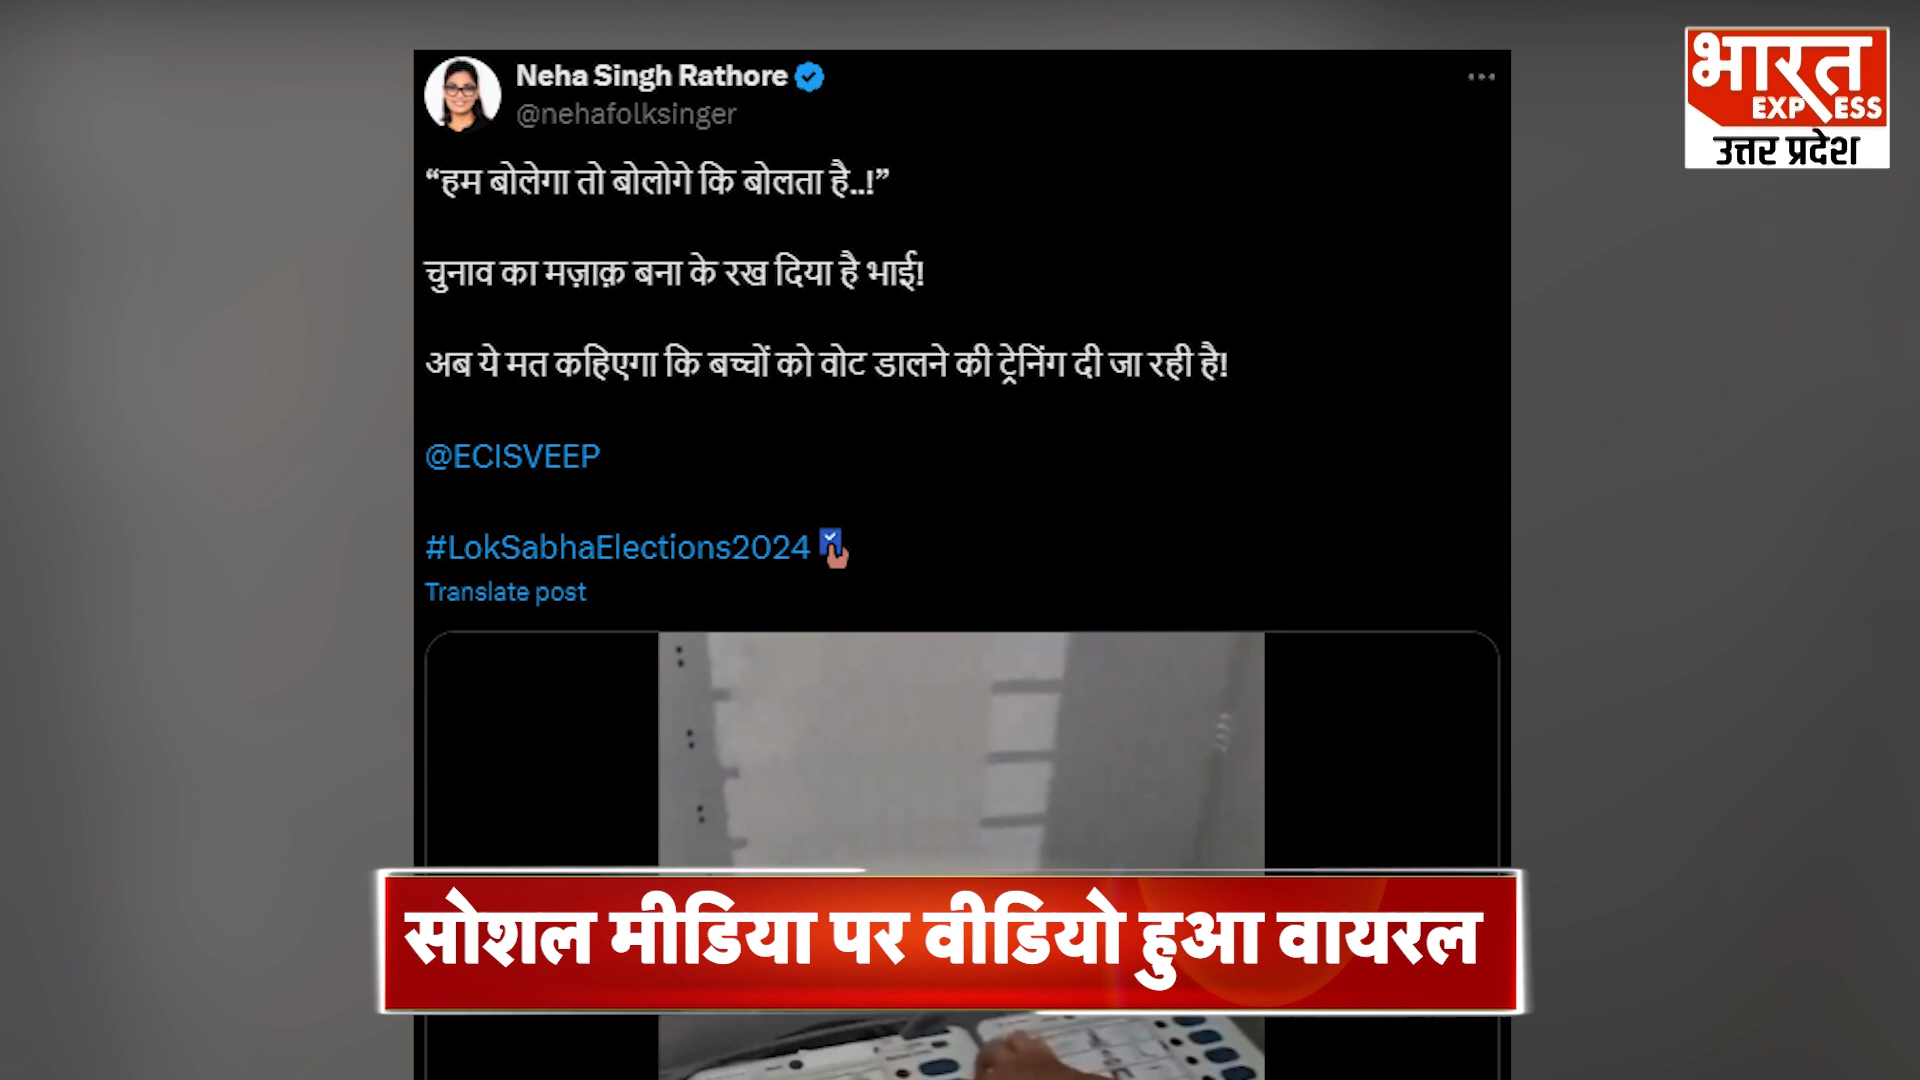 Neha Singh Rathore
@nehafolksinger
भारत
EXPRESS
उत्तर प्रदेश
“हम बोलेगा तो बोलोगे कि बोलता है..!”
चुनाव का मज़ाक़ बना के रख दिया है भाई!
अब ये मत कहिएगा कि बच्चों को वोट डालने की ट्रेनिंग दी जा रही है!
@ECISVEEP
#LokSabhaElections2024
Translate post
सोशल मीडिया पर वीडियो हुआ वायरल